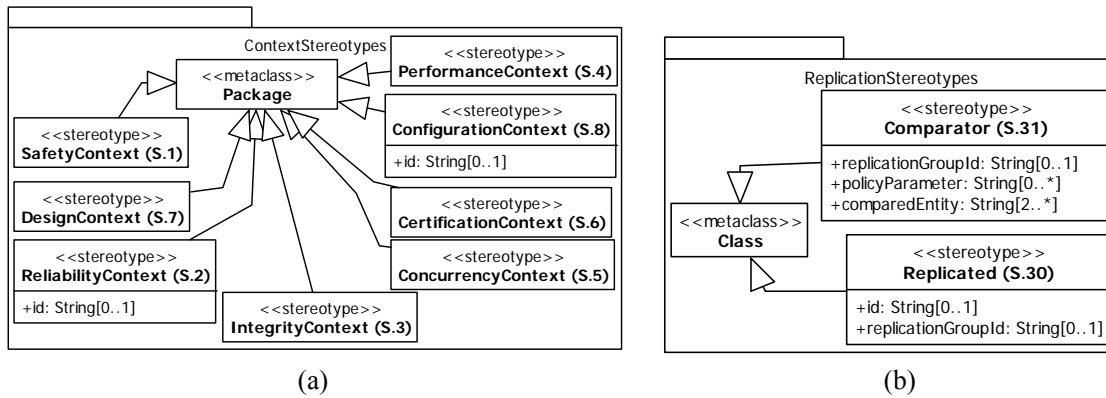 ContextStereotypes
<<metaclass>>
Package
<<stereotype>>
PerformanceContext (S.4)
<<stereotype>>
ConfigurationContext (S.8)
+id: String[0..1]
<<stereotype>>
SafetyContext (S.1)
<<stereotype>>
DesignContext (S.7)
<<stereotype>>
CertificationContext (S.6)
<<stereotype>>
ReliabilityContext (S.2)
+id: String[0..1]
<<stereotype>>
ConcurrencyContext (S.5)
<<stereotype>>
IntegrityContext (S.3)
(a)
ReplicationStereotypes
<<stereotype>>
Comparator (S.31)
+replicationGroupId: String[0..1]
+policyParameter: String[0..*]
+comparedEntity: String[2..*]
<<metaclass>>
Class
<<stereotype>>
Replicated (S.30)
+id: String[0..1]
+replicationGroupId: String[0..1]
(b)